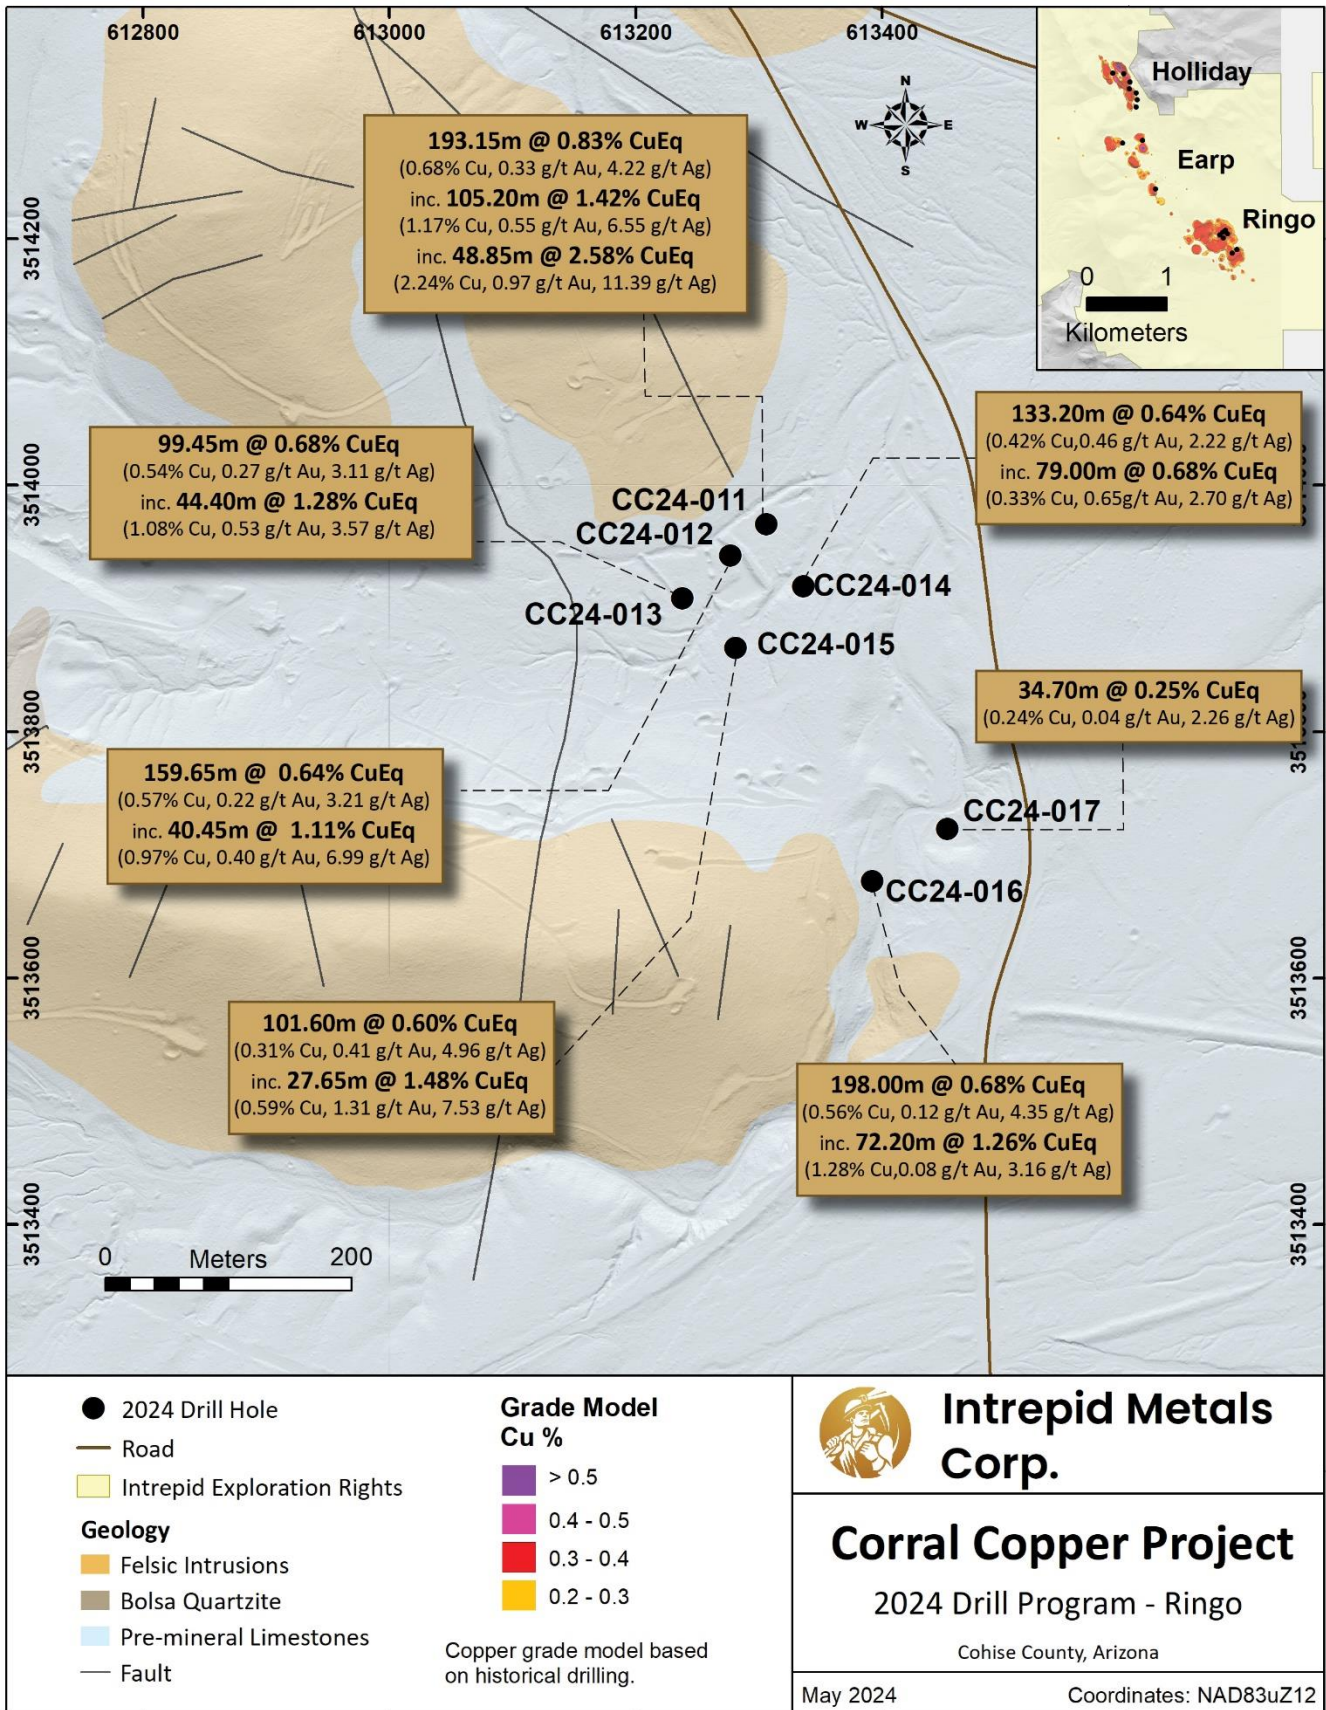 612800
613000
613200
613400
N
W
E
S
Holliday
Earp
Ringo
0 1
Kilometers
193.15m @ 0.83% CuEq
(0.68% Cu, 0.33 g/t Au, 4.22 g/t Ag)
inc. 105.20m @ 1.42% CuEq
(1.17% Cu, 0.55 g/t Au, 6.55 g/t Ag)
inc. 48.85m @ 2.58% CuEq
(2.24% Cu, 0.97 g/t Au, 11.39 g/t Ag)
3514200
133.20m @ 0.64% CuEq
(0.42% Cu,0.46 g/t Au, 2.22 g/t Ag)
inc. 79.00m @ 0.68% CuEq
(0.33% Cu, 0.65g/t Au, 2.70 g/t Ag)
99.45m @ 0.68% CuEq
(0.54% Cu, 0.27 g/t Au, 3.11 g/t Ag)
inc. 44.40m @ 1.28% CuEq
(1.08% Cu, 0.53 g/t Au, 3.57 g/t Ag)
3514000
CC24-011
CC24-012
CC24-013
CC24-014
CC24-015
34.70m @ 0.25% CuEq
(0.24% Cu, 0.04 g/t Au, 2.26 g/t Ag)
3513800
159.65m @ 0.64% CuEq
(0.57% Cu, 0.22 g/t Au, 3.21 g/t Ag)
inc. 40.45m @ 1.11% CuEq
(0.97% Cu, 0.40 g/t Au, 6.99 g/t Ag)
CC24-017
CC24-016
3513600
3513600
101.60m @ 0.60% CuEq
(0.31% Cu, 0.41 g/t Au, 4.96 g/t Ag)
inc. 27.65m @ 1.48% CuEq
(0.59% Cu, 1.31 g/t Au, 7.53 g/t Ag)
198.00m @ 0.68% CuEq
(0.56% Cu, 0.12 g/t Au, 4.35 g/t Ag)
inc. 72.20m @ 1.26% CuEq
(1.28% Cu,0.08 g/t Au, 3.16 g/t Ag)
3513400
3513400
0 Meters 200
2024 Drill Hole
Road
Intrepid Exploration Rights
Geology
Felsic Intrusions
Bolsa Quartzite
Pre-mineral Limestones
Fault
Grade Model
Cu %
> 0.5
0.4 - 0.5
0.3 - 0.4
0.2 - 0.3
Copper grade model based
on historical drilling.
Intrepid Metals
Corp.
Corral Copper Project
2024 Drill Program - Ringo
Cohise County, Arizona
May 2024
Coordinates: NAD83uZ12